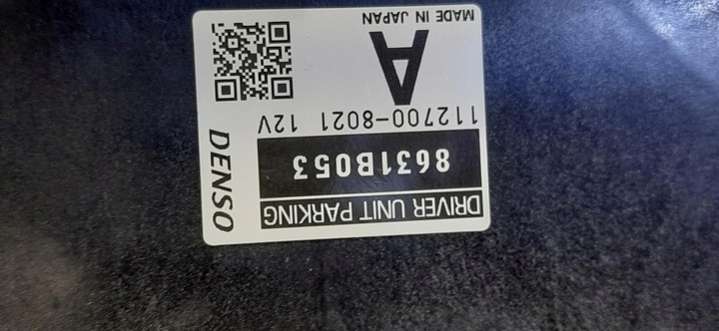 DRIVER UNIT PARKING
8631B053
112700-8021 12V
A
MADE IN JAPAN
DENSO